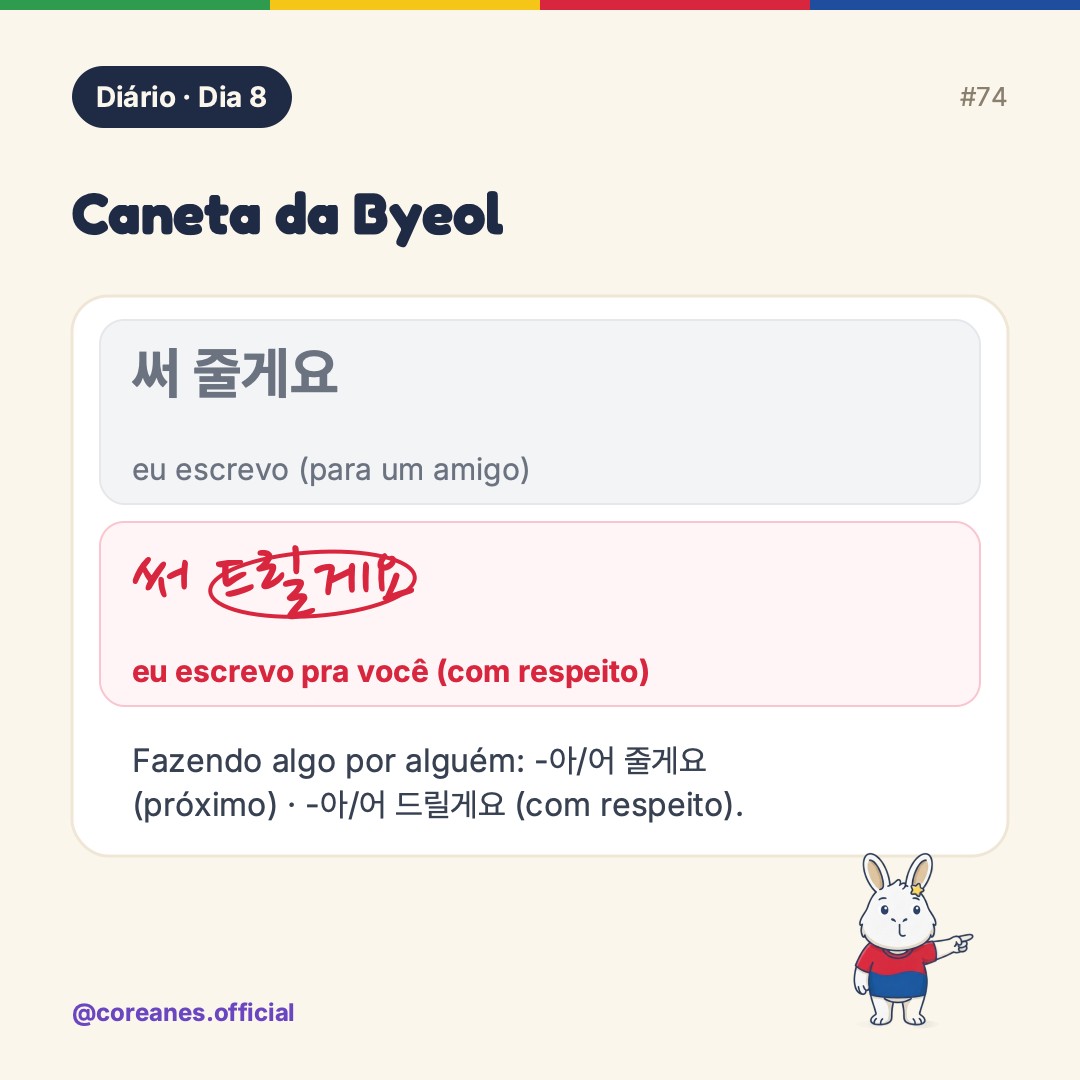 Diário · Dia 8
#74
Caneta da Byeol
써 줄게요
eu escrevo (para um amigo)
써 드릴게요
eu escrevo pra você (com respeito)
Fazendo algo por alguém: -아/어 줄게요
(próximo) · -아/어 드릴게요 (com respeito).
@coreanes.official